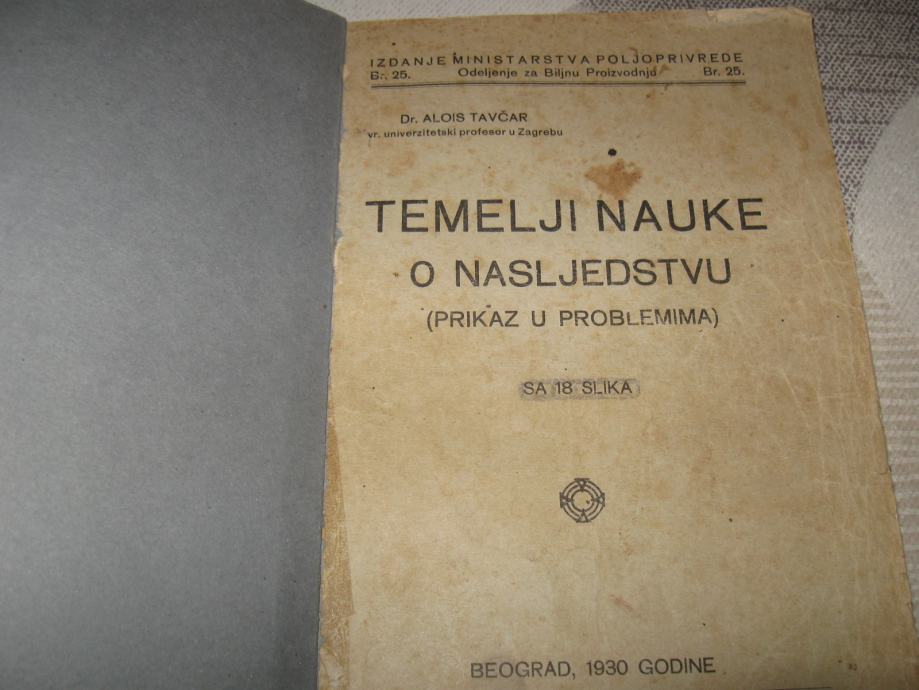 IZDANJE MINISTARSTVA POLJOPRIVREDE
Br. 25. Odeljenje za Biljnu Proizvodnju Br. 25.
Dr. ALOIS TAVČAR
vr. univerzitetski profesor u Zagrebu
TEMELJI NAUKE
O NASLJEDSTVU
(PRIKAZ U PROBLEMIMA)
SA 18 SLIKA
BEOGRAD, 1930 GODINE